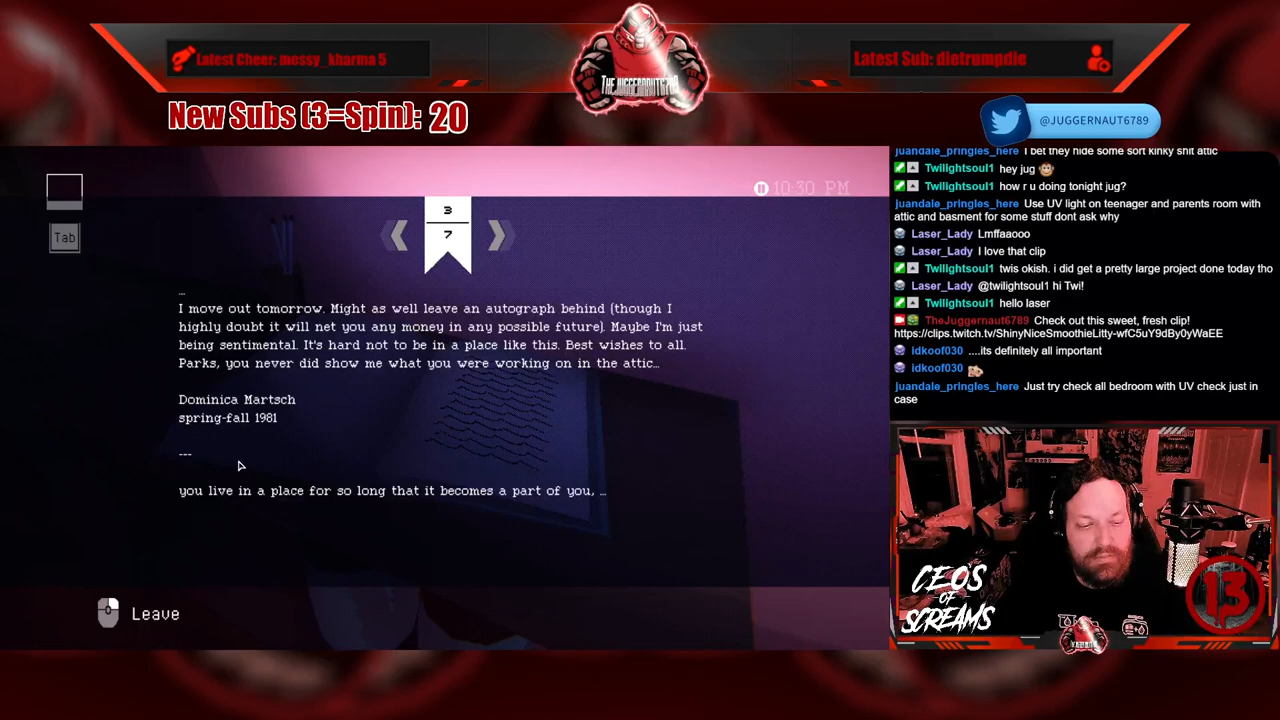 Latest Cheer: messy_kharma 5
THEJUGGERNAUT6789
Latest Sub: dietrumpdie
New Subs (3=Spin): 20
@JUGGERNAUT6789
10:30 PM
Tab
3
7
...
I move out tomorrow. Might as well leave an autograph behind (though I
highly doubt it will net you any money in any possible future). Maybe I'm just
being sentimental. It's hard not to be in a place like this. Best wishes to all.
Parks, you never did show me what you were working on in the attic...
Dominica Martsch
spring-fall 1981
---
you live in a place for so long that it becomes a part of you, ...
Leave
juandale_pringles_here I bet they hide some sort kinky shit attic
Twilightsoul1 hey jug
Twilightsoul1 how r u doing tonight jug?
juandale_pringles_here Use UV light on teenager and parents room with
attic and basment for some stuff dont ask why
Laser_Lady Lmffaaooo
Laser_Lady I love that clip
Twilightsoul1 twis okish. i did get a pretty large project done today tho
Laser_Lady @twilightsoul1 hi Twi!
Twilightsoul1 hello laser
TheJuggernaut6789 Check out this sweet, fresh clip!
https://clips.twitch.tv/ShinyNiceSmoothieLitty-wfC5uY9dBy0yWaEE
idkoof030 ....its definitely all important
idkoof030
juandale_pringles_here Just try check all bedroom with UV check just in
case
CEOS
OF
SCREAMS
13